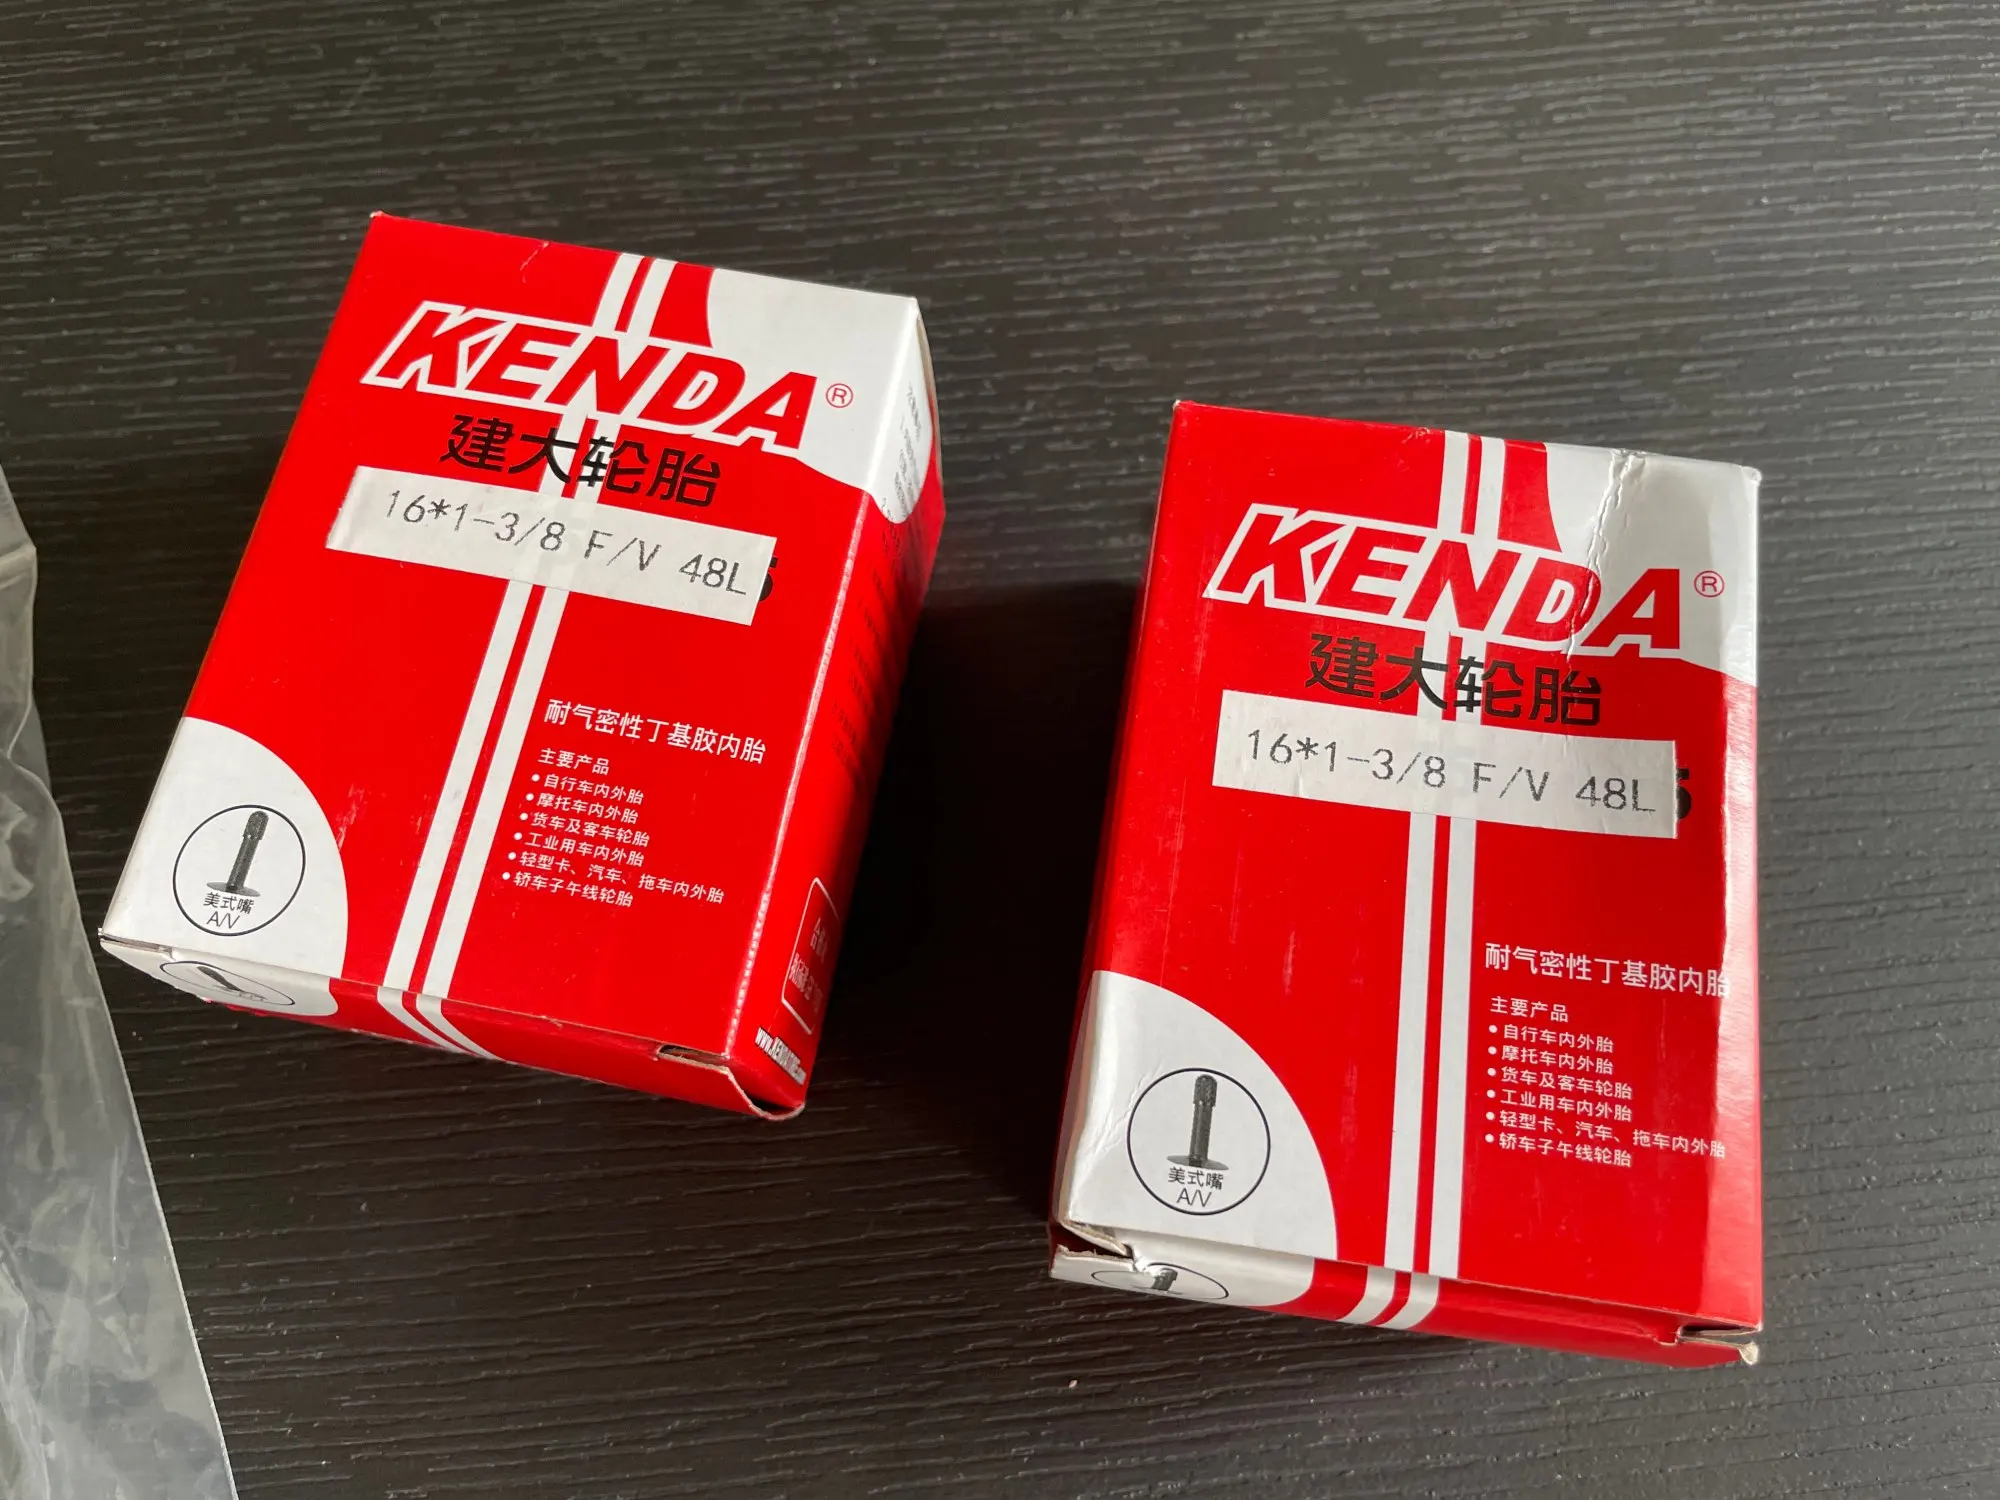 KENDA®
建大轮胎
16*1-3/8 F/V 48L
耐气密性丁基胶内胎
主要产品
●自行车内外胎
●摩托车内外胎
●货车及客车轮胎
●工业用车内外胎
●轻型卡、汽车、拖车内外胎
●轿车子午线轮胎
美式嘴
A/V
KENDA®
建大轮胎
16*1-3/8 F/V 48L
5
耐气密性丁基胶内胎
主要产品
●自行车内外胎
●摩托车内外胎
●货车及客车轮胎
●工业用车内外胎
●轻型卡、汽车、拖车内外胎
●轿车子午线轮胎
美式嘴
A/V